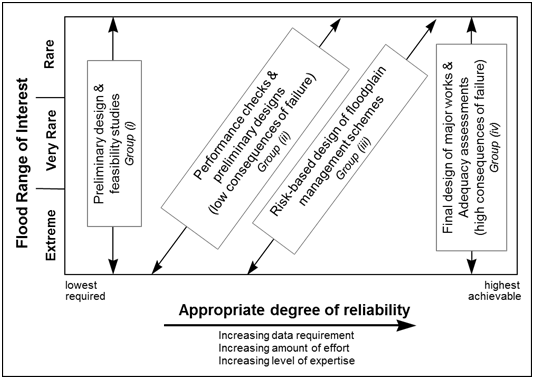 Flood Range of Interest
Rare
Very Rare
Extreme
Preliminary design &
feasibility studies
Group (i)
Performance checks &
preliminary designs
(low consequences of failure)
Group (ii)
Risk-based design of floodplain
management schemes
Group (iii)
Final design of major works &
Adequacy assessments
(high consequences of failure)
Group (iv)
lowest
required
highest
achievable
Appropriate degree of reliability
Increasing data requirement
Increasing amount of effort
Increasing level of expertise